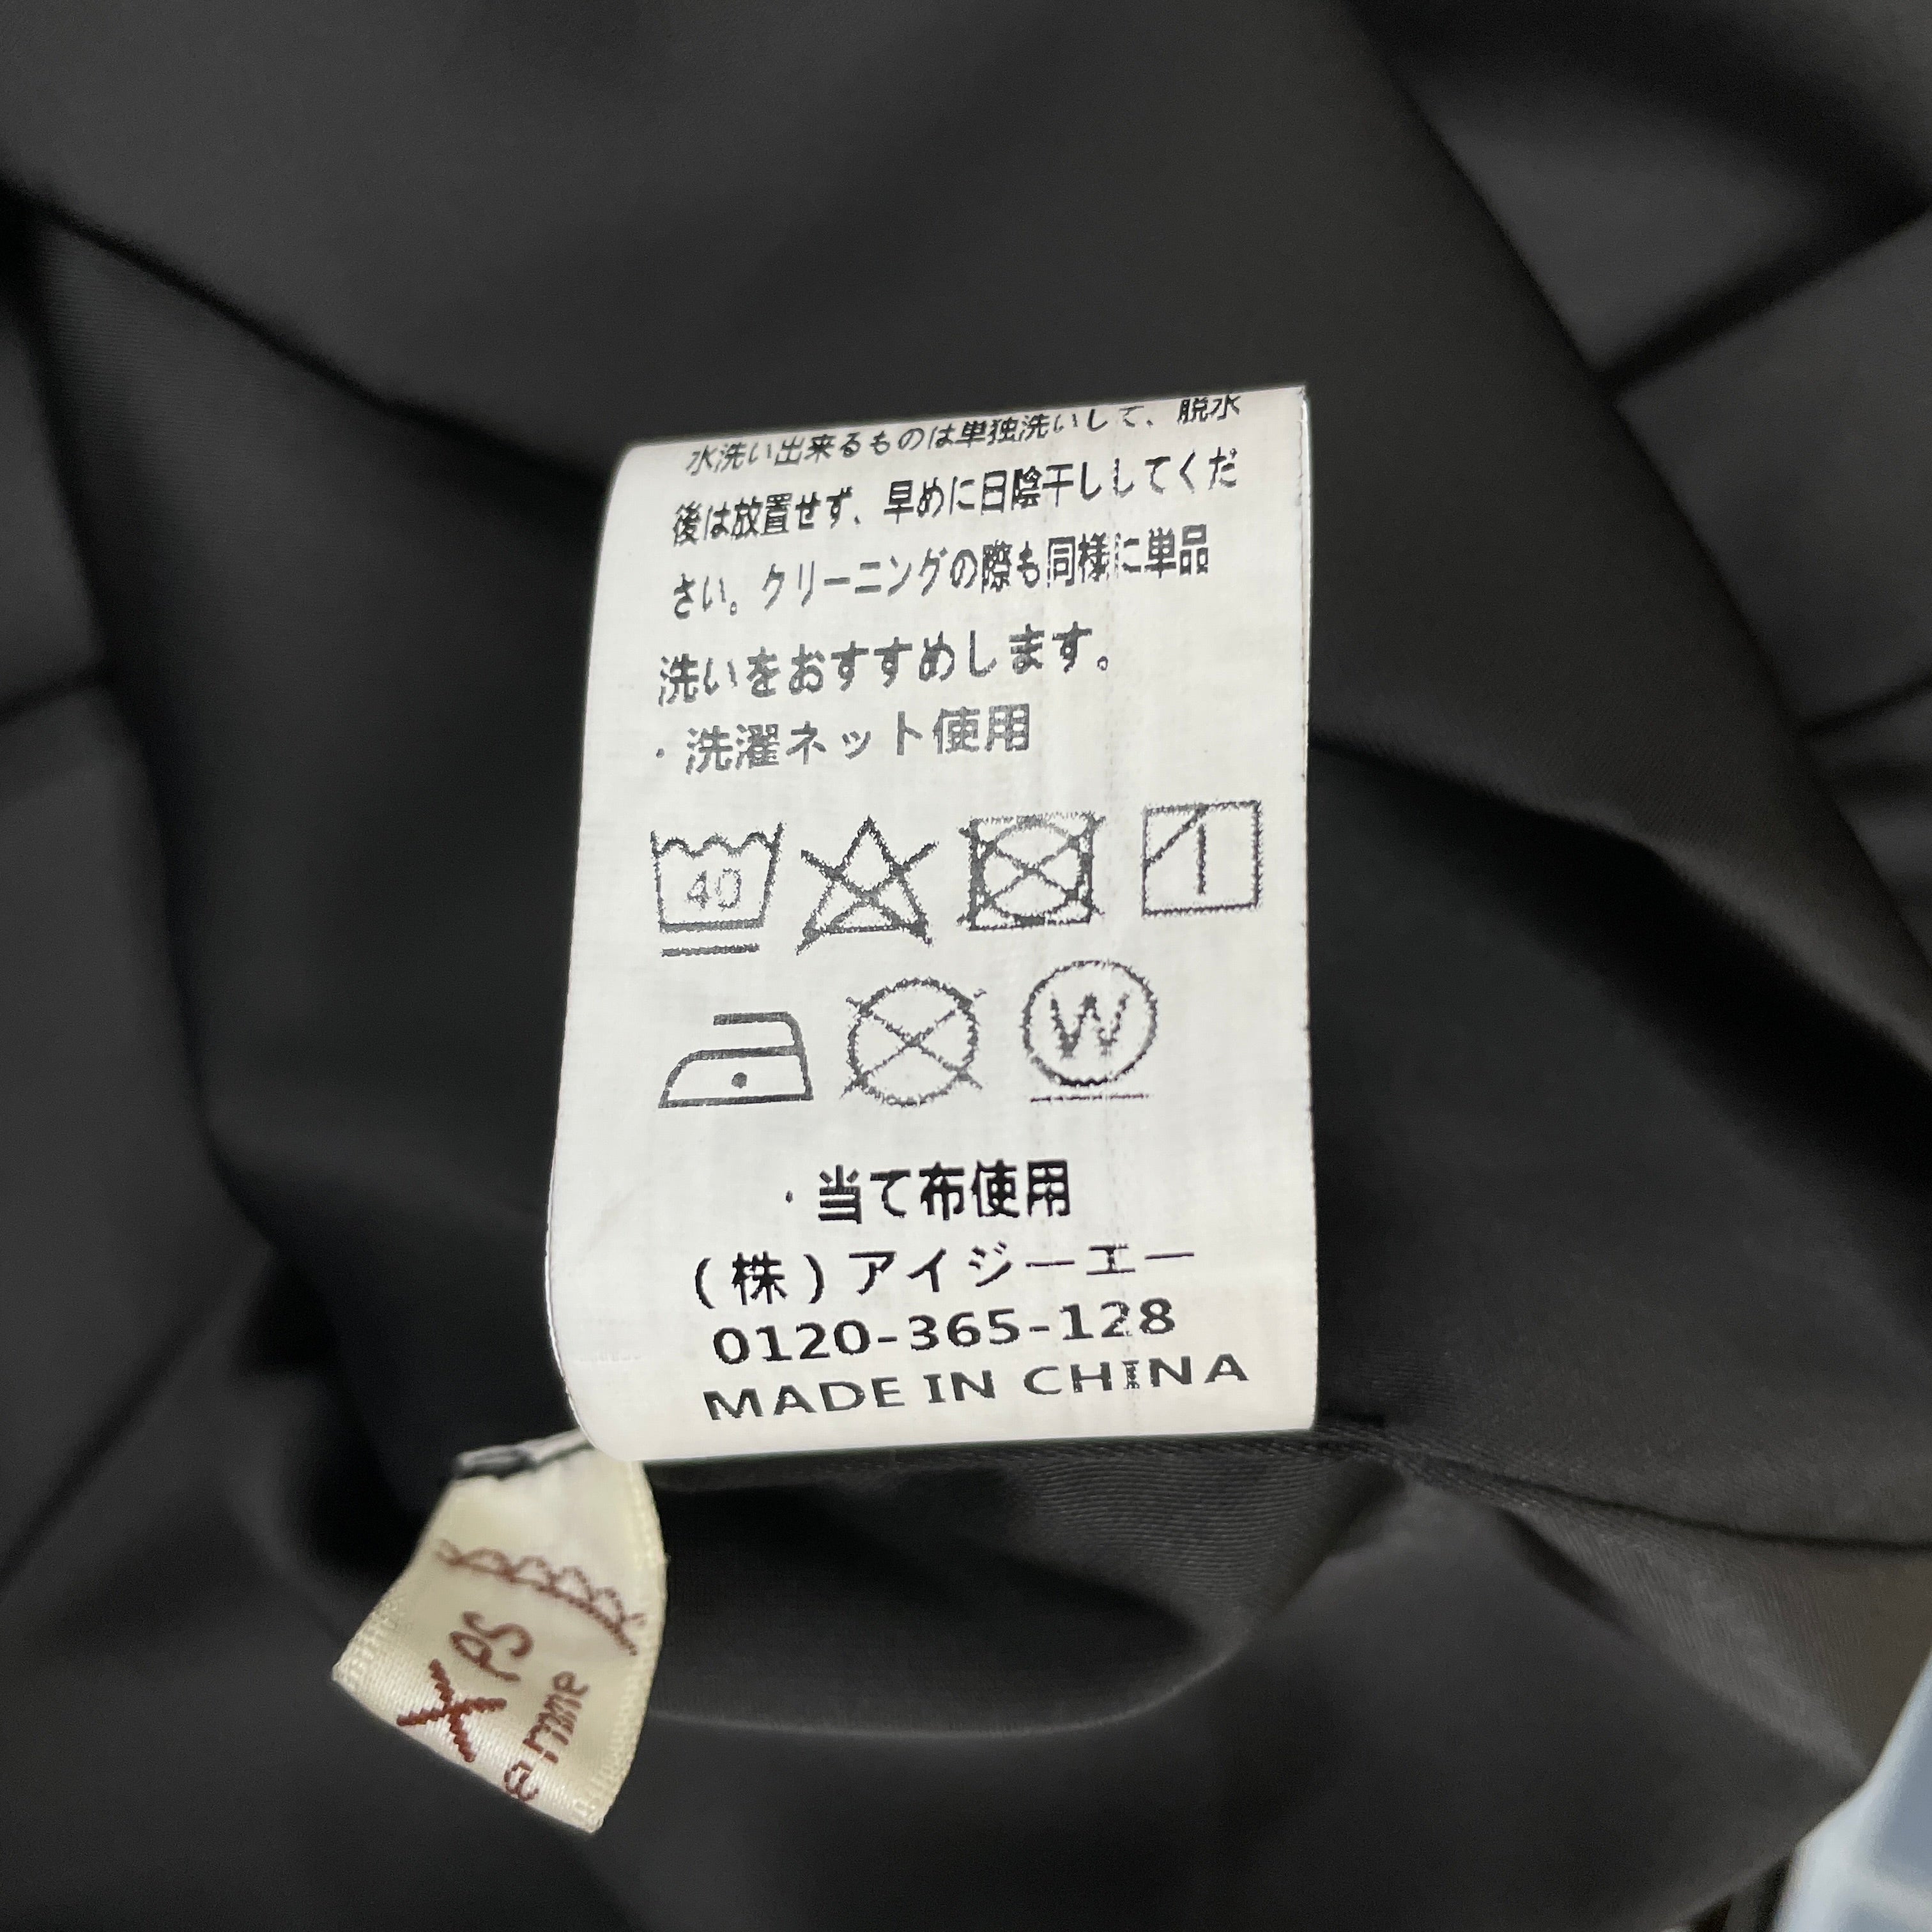 水洗い出来るものは単独洗いして、脱水
後は放置せず、早めに日陰干ししてくだ
さい。クリーニングの際も同様に単品
洗いをおすすめします。
・洗濯ネット使用
40
W
・当て布使用
(株)アイジーエー
0120-365-128
MADE IN CHINA